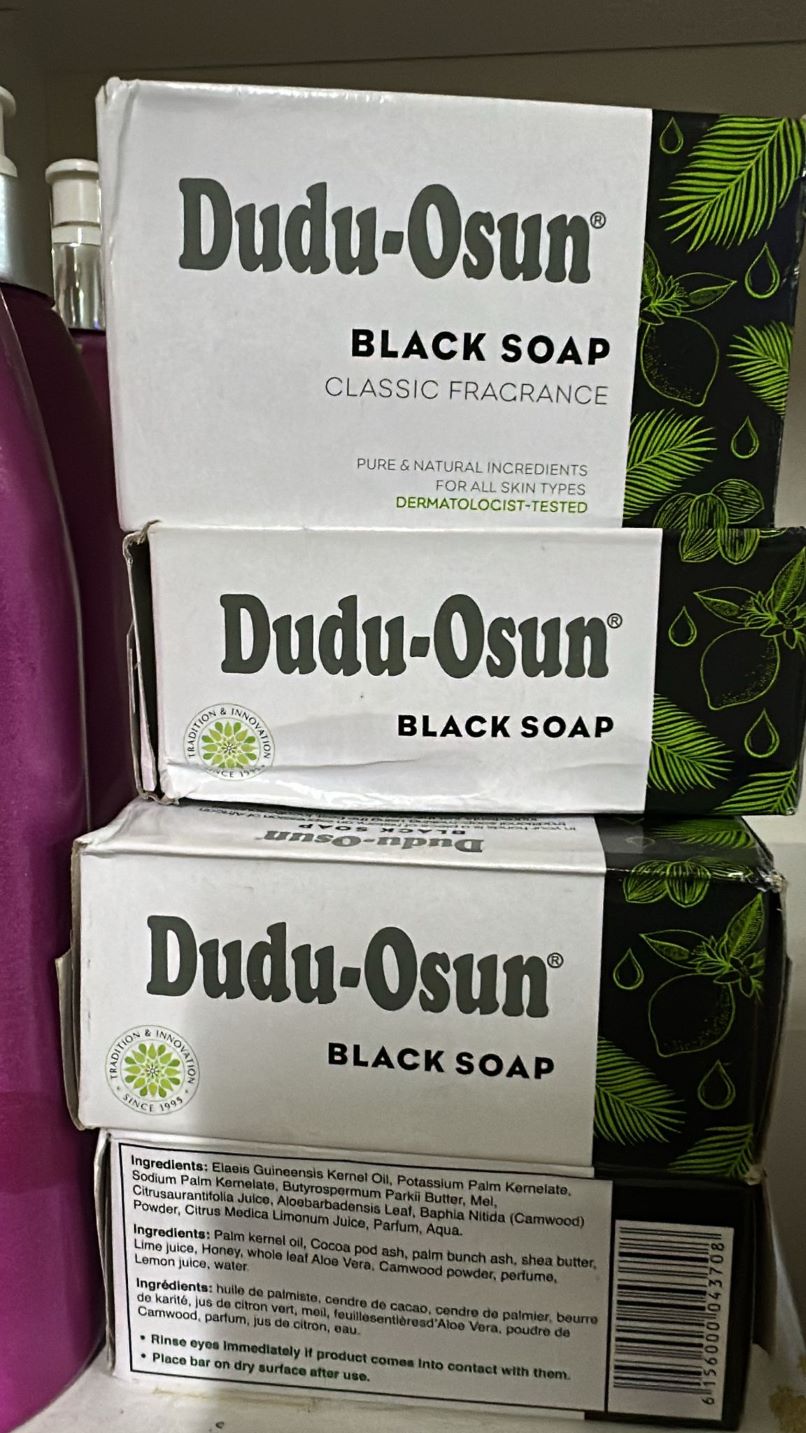 Dudu-Osun®
BLACK SOAP
CLASSIC FRAGRANCE
PURE & NATURAL INCREDIENTS
FOR ALL SKIN TYPES
DERMATOLOGIST-TESTED
Dudu-Osun®
BLACK SOAP
TRADITION & INNOVATION
SINCE 1995
Dudu-Osun
BLACK SOAP
Dudu-Osun®
BLACK SOAP
TRADITION & INNOVATION
• SINCE 1995 •
Ingredients: Elaeis Guineensis Kernel Oil, Potassium Palm Kernelate,
Sodium Palm Kernelate, Butyrospermum Parkii Butter, Mel,
Citrusaurantifolia Juice, Aloebarbadensis Leaf, Baphia Nitida (Camwood)
Powder, Citrus Medica Limonum Juice, Parfum, Aqua.
Ingredients: Palm kernel oil, Cocoa pod ash, palm bunch ash, shea butter,
Lime juice, Honey, whole leaf Aloe Vera, Camwood powder, perfume,
Lemon juice, water.
Ingrédients: huile de palmiste, cendre de cacao, cendre de palmier, beurre
de karité, jus de citron vert, meil, feuillesentièresd'Aloe Vera, poudre de
Camwood, parfum, jus de citron, eau.
• Rinse eyes immediately if product comes into contact with them.
• Place bar on dry surface after use.
6 156000 043708